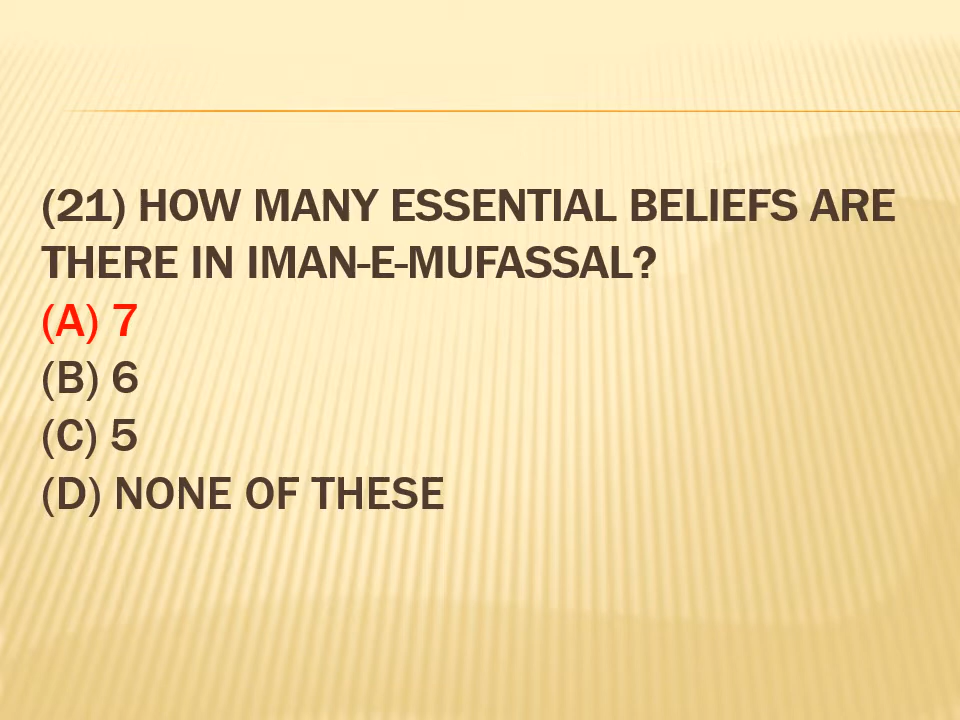 (21) HOW MANY ESSENTIAL BELIEFS ARE
THERE IN IMAN-E-MUFASSAL?
(A) 7
(B) 6
(C) 5
(D) NONE OF THESE